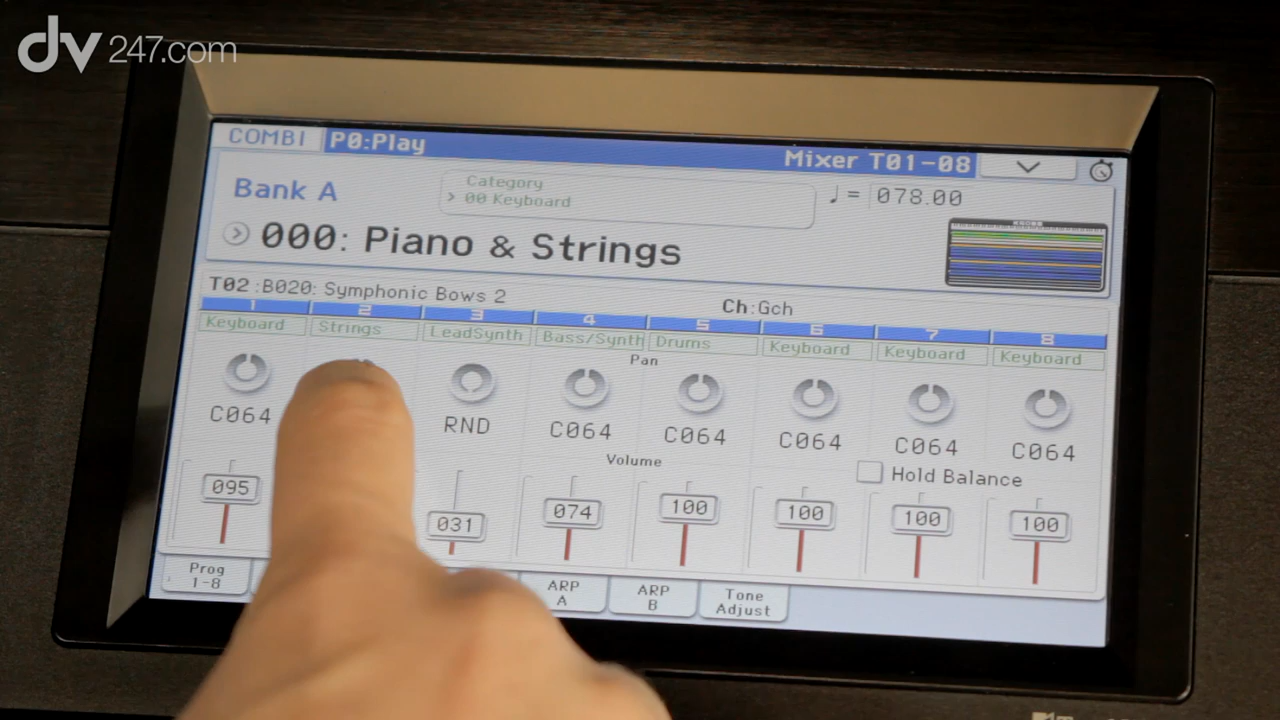 dv247.com
COMBI P0:Play Mixer T01-08
Bank A
Category
> 00 Keyboard
♩ = 078.00
000: Piano & Strings
T02 :B020: Symphonic Bows 2 Ch:Gch
1 2 3 4 5 6 7 8
Keyboard Strings LeadSynth Bass/Synth Drums Keyboard Keyboard Keyboard
Pan
C064 RND C064 C064 C064 C064 C064
Volume
Hold Balance
095 031 074 100 100 100 100
Prog 1-8
ARP A
ARP B
Tone Adjust